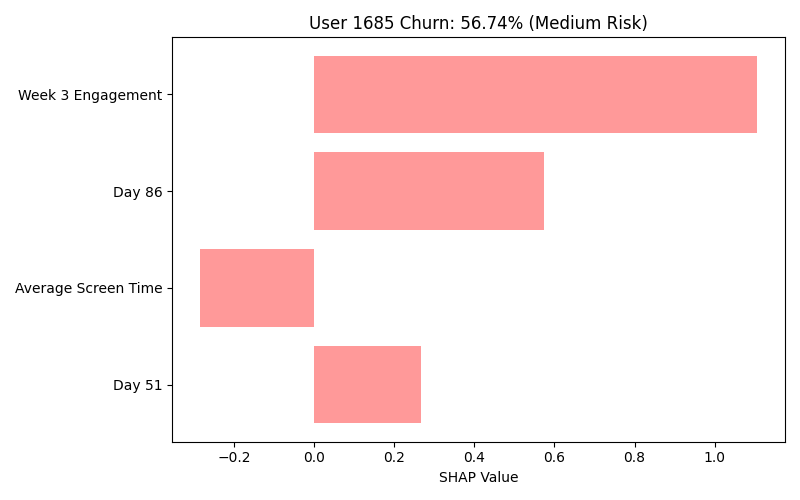 User 1685 Churn: 56.74% (Medium Risk)
Week 3 Engagement
Day 86
Average Screen Time
Day 51
−0.2 0.0 0.2 0.4 0.6 0.8 1.0
SHAP Value